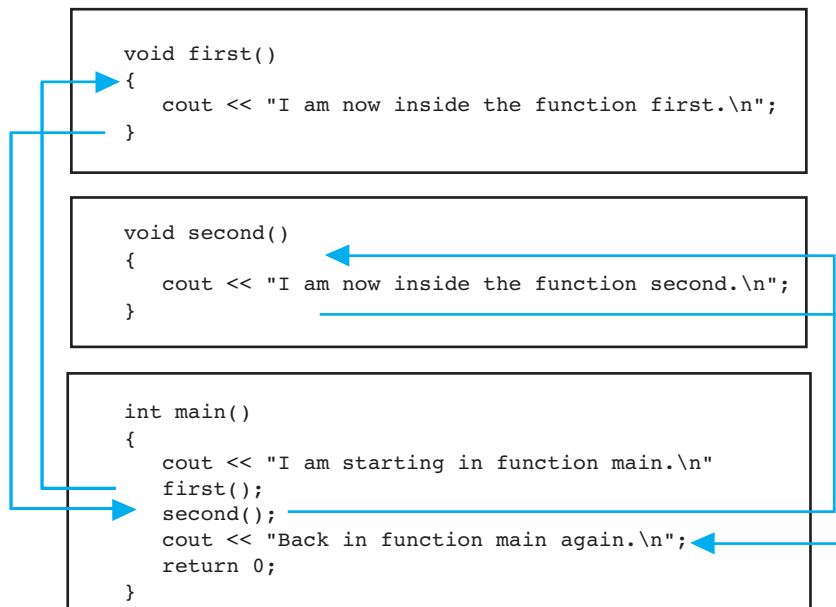 void first()
{
cout << "I am now inside the function first.\n";
}
void second()
{
cout << "I am now inside the function second.\n";
}
int main()
{
cout << "I am starting in function main.\n"
first();
second();
cout << "Back in function main again.\n";
return 0;
}